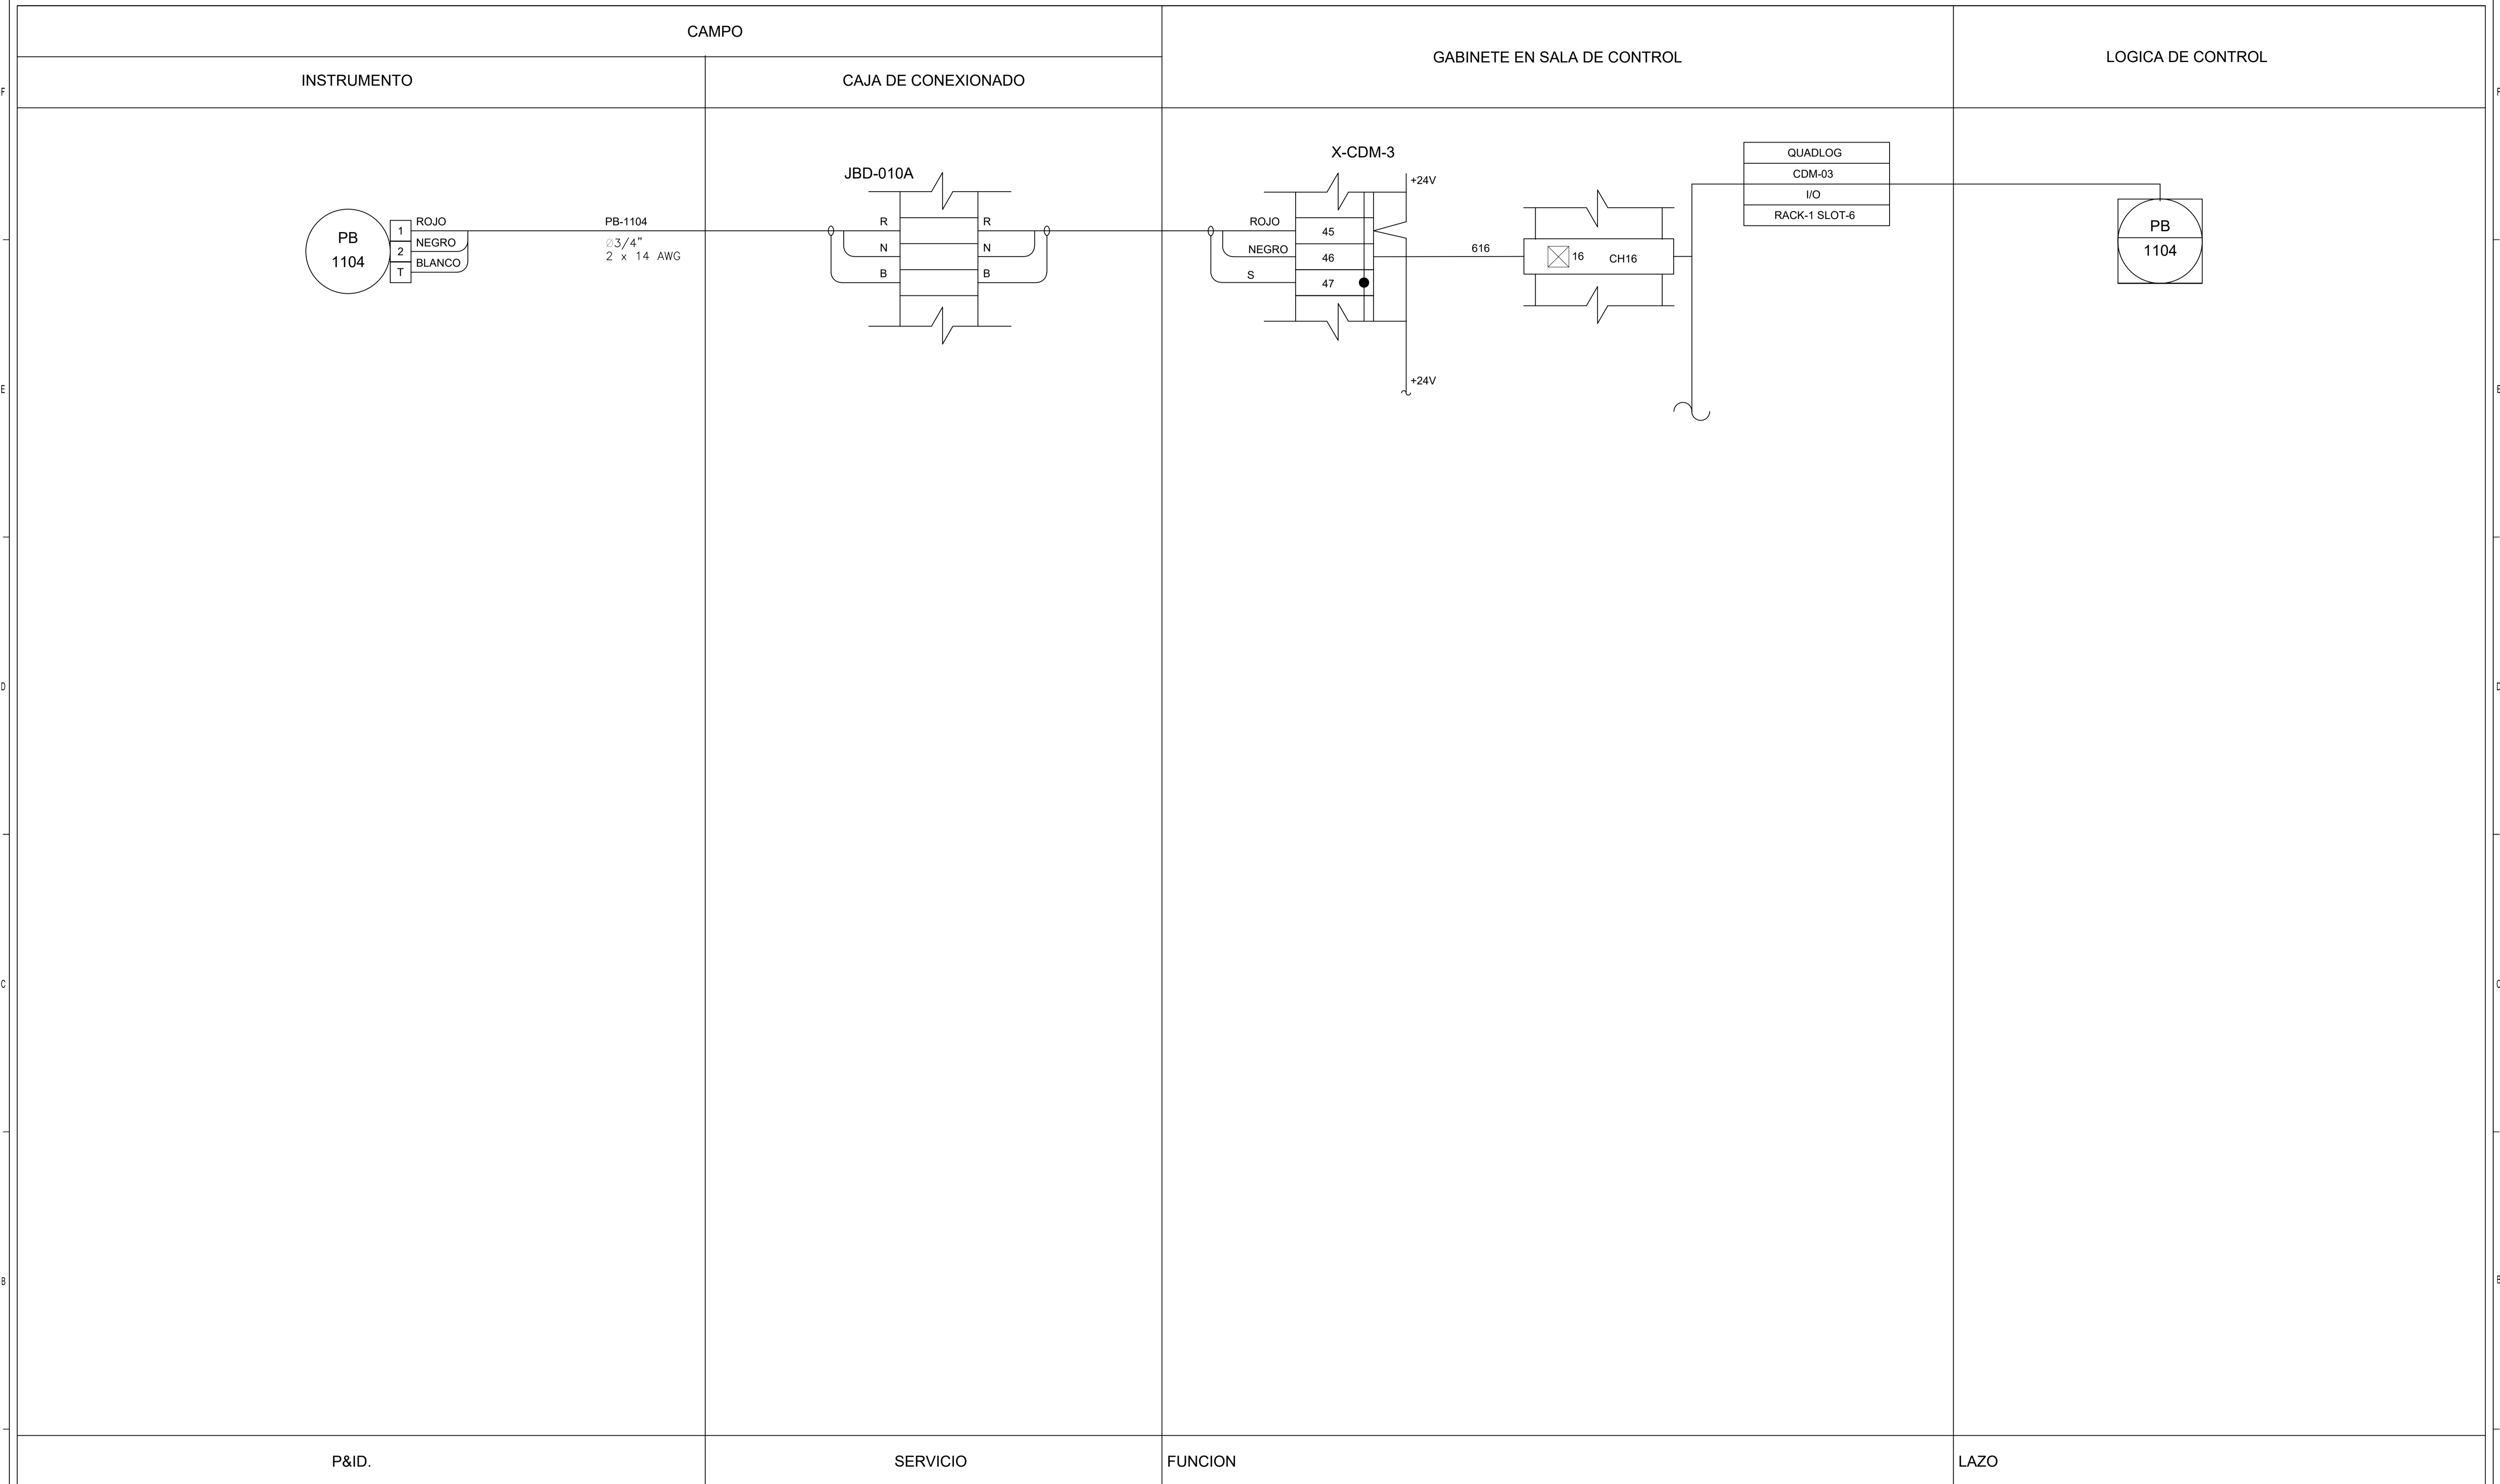 CAMPO
INSTRUMENTO
CAJA DE CONEXIONADO
GABINETE EN SALA DE CONTROL
LOGICA DE CONTROL
F
F
PB
1104
1
2
T
ROJO
NEGRO
BLANCO
PB-1104
∅3/4"
2 x 14 AWG
JBD-010A
R
N
B
R
N
B
X-CDM-3
ROJO
NEGRO
S
45
46
47
+24V
+24V
616
16
CH16
QUADLOG
CDM-03
I/O
RACK-1 SLOT-6
PB
1104
E
E
D
D
C
C
B
B
P&ID.
SERVICIO
FUNCION
LAZO